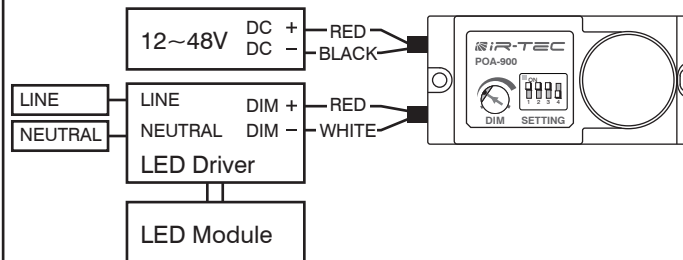 12~48V DC + RED
DC − BLACK
iR-TEC
POA-900
ON
1 2 3 4
DIM SETTING
LINE LINE DIM + RED
NEUTRAL NEUTRAL DIM − WHITE
LED Driver
LED Module